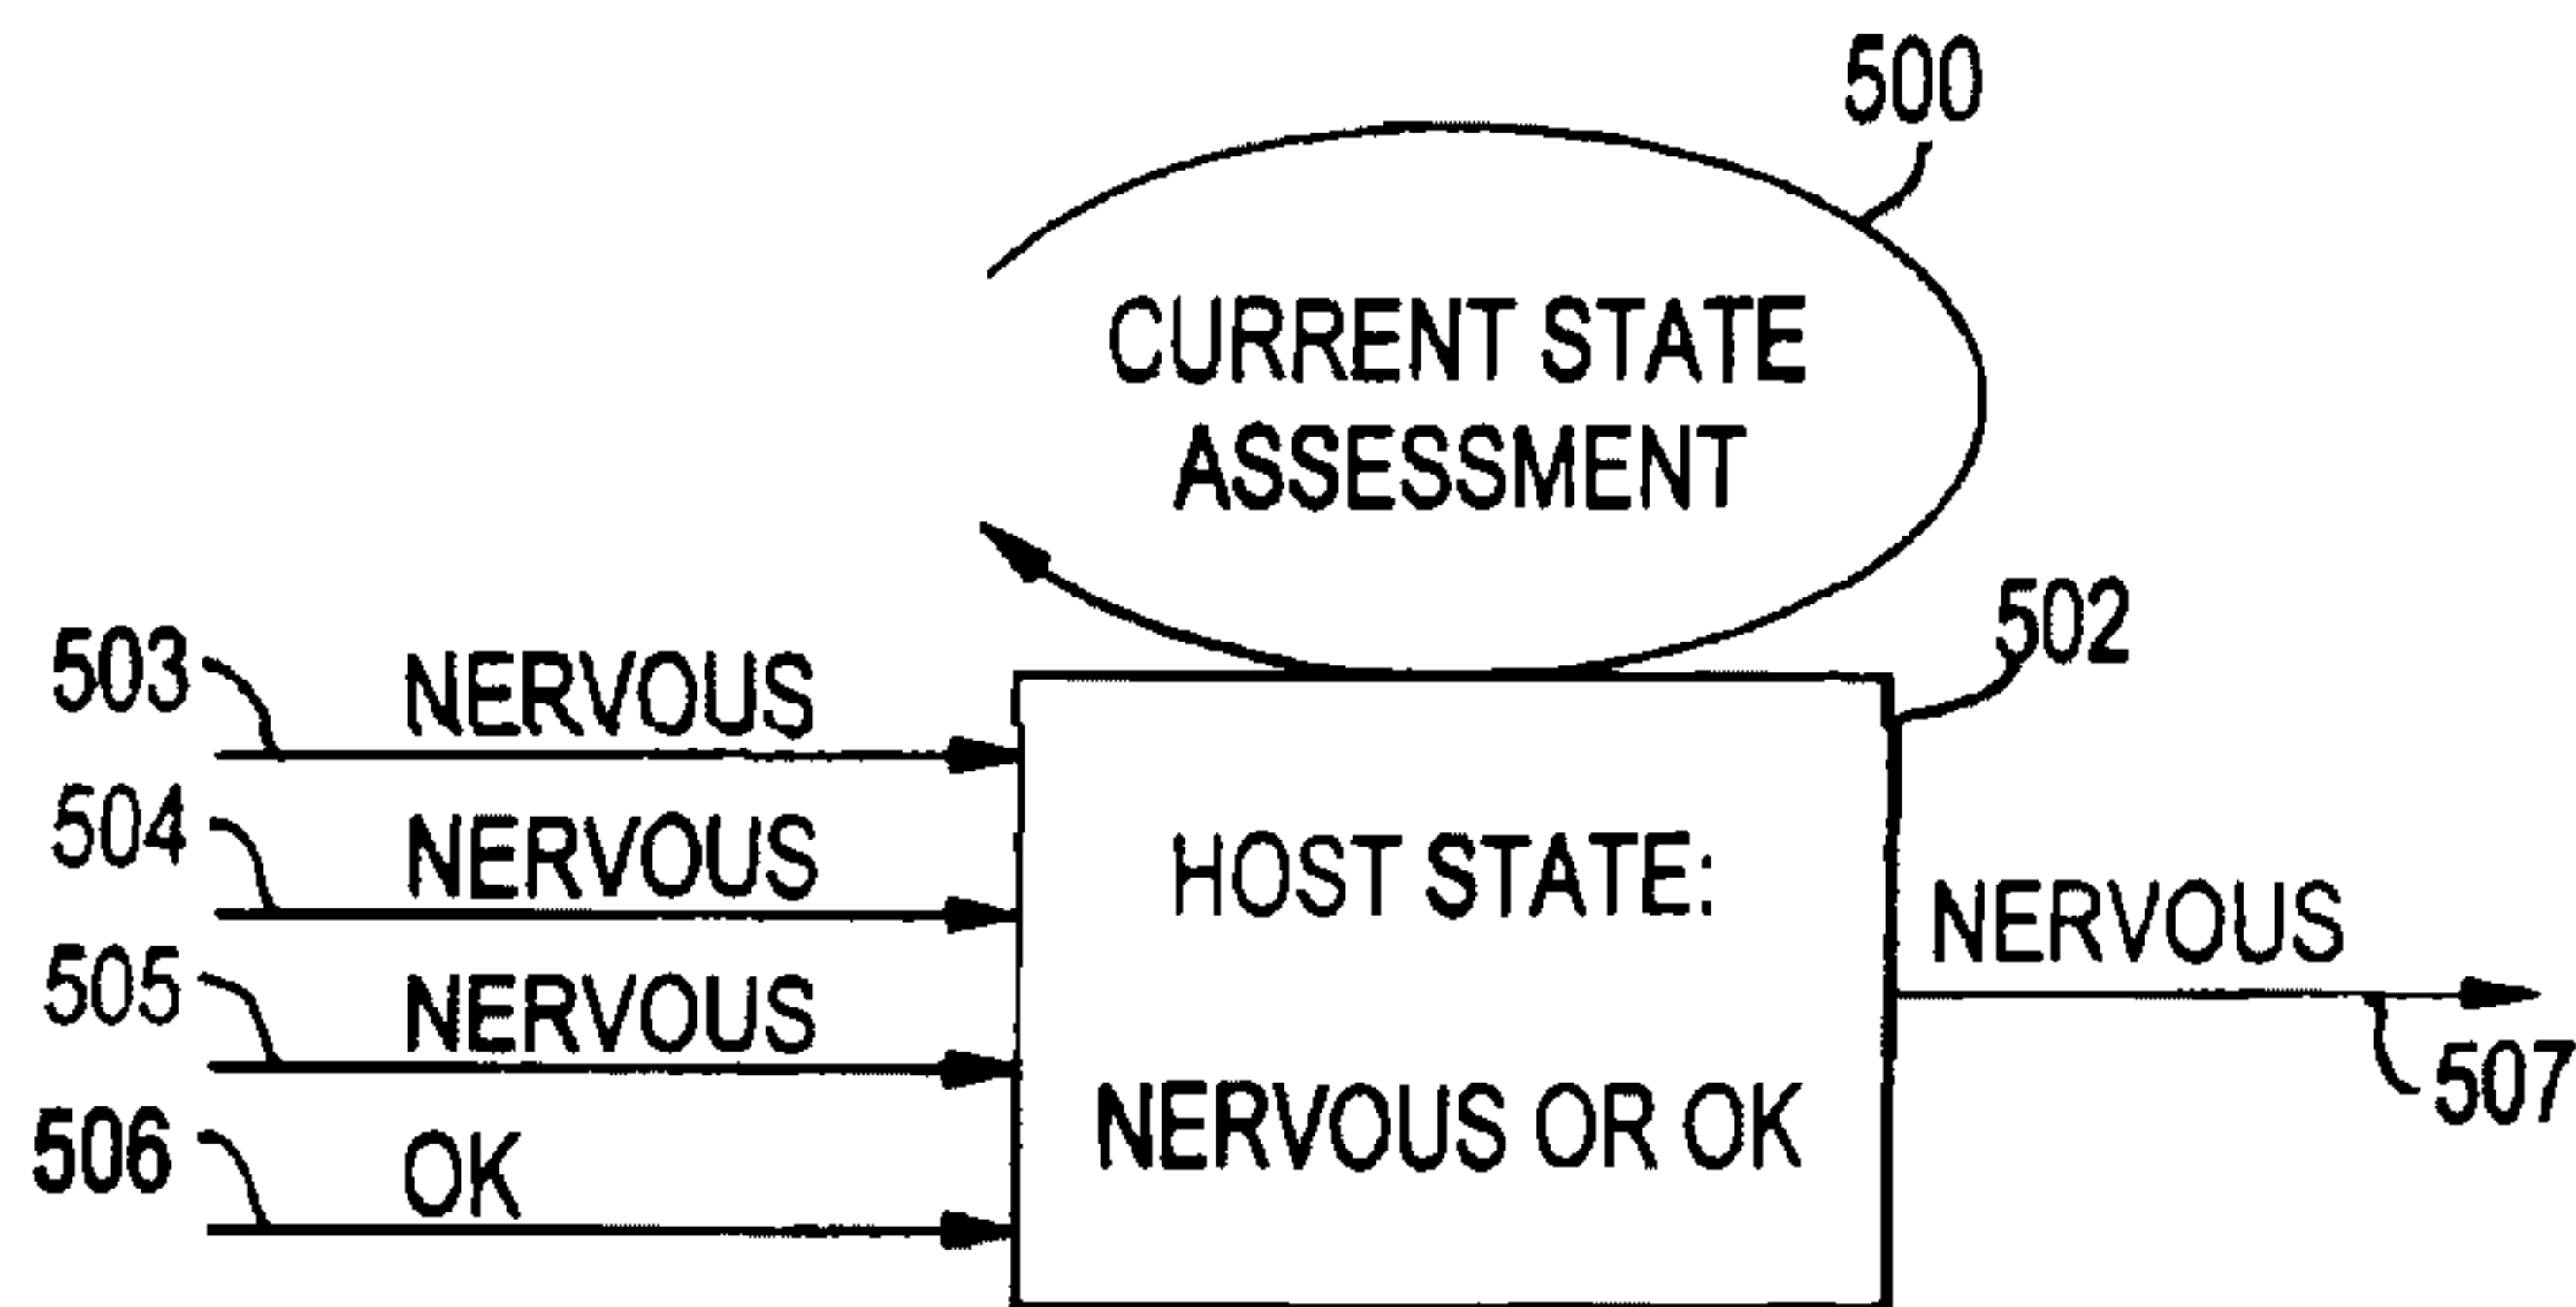 500
CURRENT STATE
ASSESSMENT
502
503
NERVOUS
504
NERVOUS
505
NERVOUS
506
OK
HOST STATE:
NERVOUS OR OK
NERVOUS
507